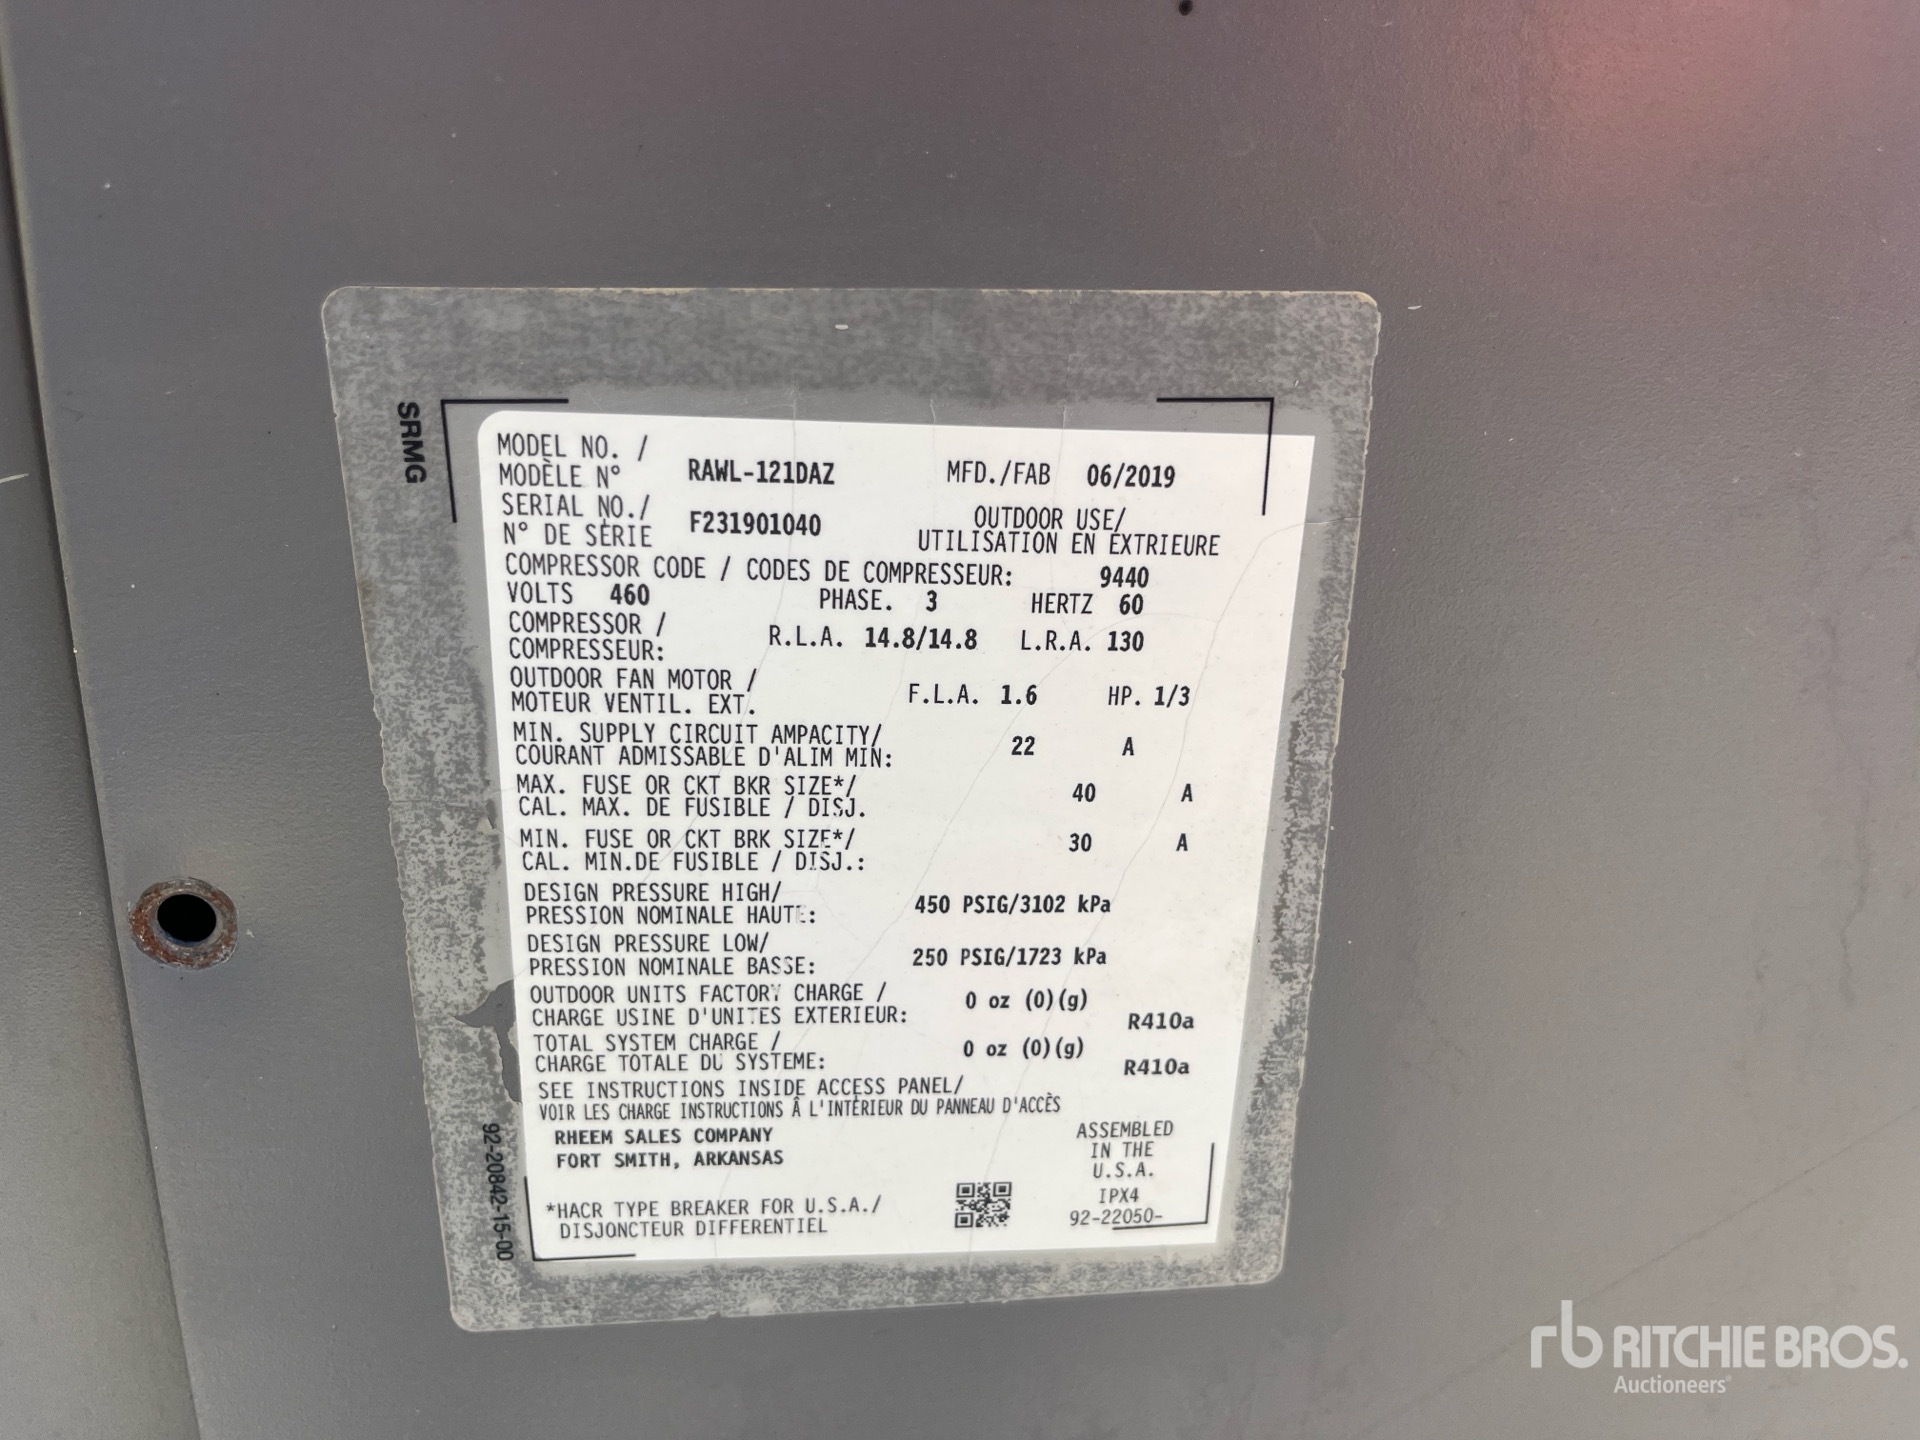 SRMG
MODEL NO. /
MODÈLE N° RAWL-121DAZ MFD./FAB 06/2019
SERIAL NO./
N° DE SÉRIE F231901040
OUTDOOR USE/
UTILISATION EN EXTRIEURE
COMPRESSOR CODE / CODES DE COMPRESSEUR: 9440
VOLTS 460 PHASE. 3 HERTZ 60
COMPRESSOR /
COMPRESSEUR: R.L.A. 14.8/14.8 L.R.A. 130
OUTDOOR FAN MOTOR /
MOTEUR VENTIL. EXT. F.L.A. 1.6 HP. 1/3
MIN. SUPPLY CIRCUIT AMPACITY/
COURANT ADMISSABLE D'ALIM MIN: 22 A
MAX. FUSE OR CKT BKR SIZE*/
CAL. MAX. DE FUSIBLE / DISJ. 40 A
MIN. FUSE OR CKT BRK SIZE*/
CAL. MIN.DE FUSIBLE / DISJ.: 30 A
DESIGN PRESSURE HIGH/
PRESSION NOMINALE HAUTE: 450 PSIG/3102 kPa
DESIGN PRESSURE LOW/
PRESSION NOMINALE BASSE: 250 PSIG/1723 kPa
OUTDOOR UNITS FACTORY CHARGE /
CHARGE USINE D'UNITES EXTERIEUR: 0 oz (0)(g) R410a
TOTAL SYSTEM CHARGE /
CHARGE TOTALE DU SYSTEME: 0 oz (0)(g) R410a
SEE INSTRUCTIONS INSIDE ACCESS PANEL/
VOIR LES CHARGE INSTRUCTIONS Â L'INTÉRIEUR DU PANNEAU D'ACCÈS
RHEEM SALES COMPANY
FORT SMITH, ARKANSAS
ASSEMBLED
IN THE
U.S.A.
IPX4
92-22050-
*HACR TYPE BREAKER FOR U.S.A./
DISJONCTEUR DIFFERENTIEL
92-20842-15-00
rb RITCHIE BROS.
Auctioneers